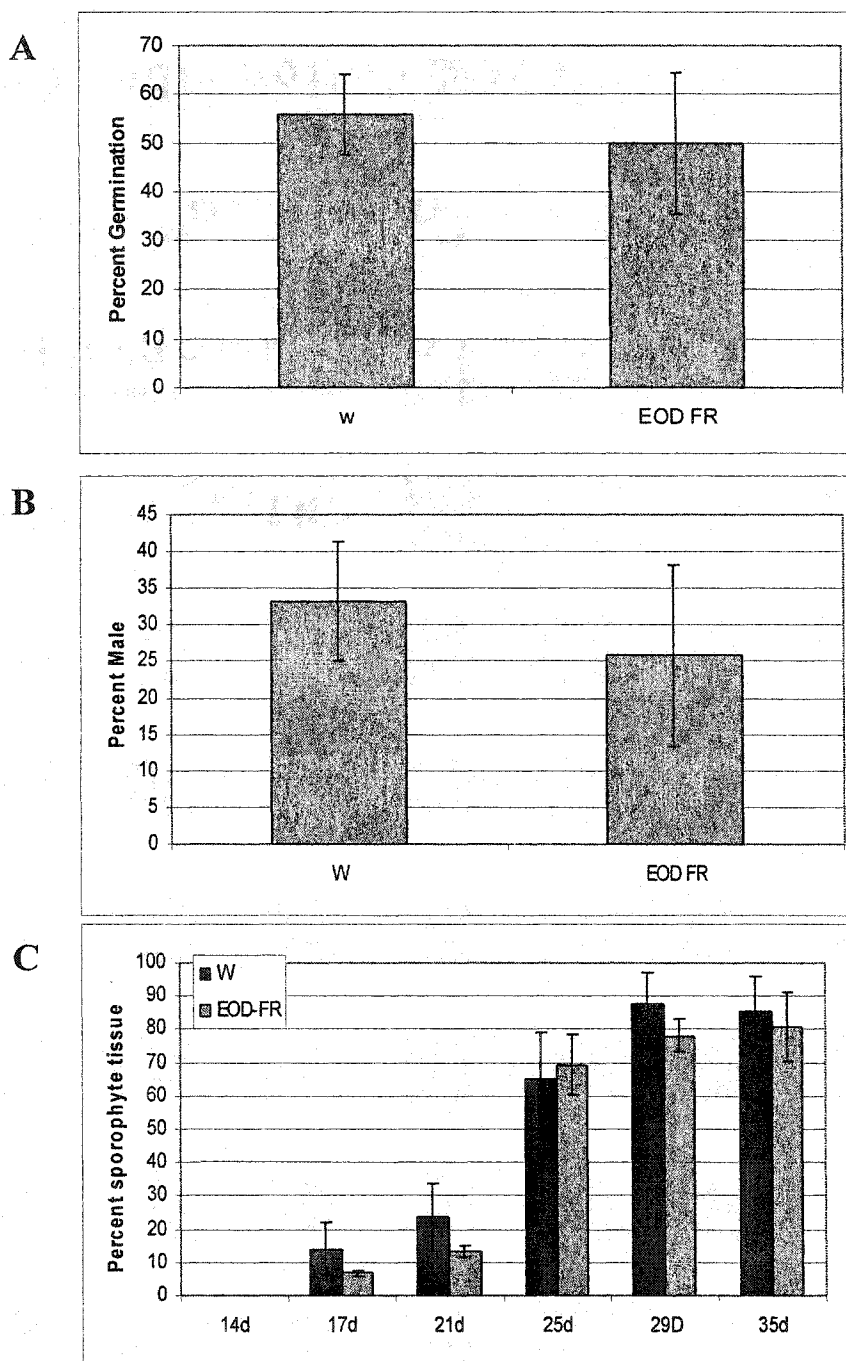 A
Percent Germination
70
60
50
40
30
20
10
0
w
EOD FR
B
Percent Male
45
40
35
30
25
20
15
10
5
0
W
EOD FR
C
Percent sporophyte tissue
100
90
80
70
60
50
40
30
20
10
0
W
EOD-FR
14d
17d
21d
25d
29D
35d